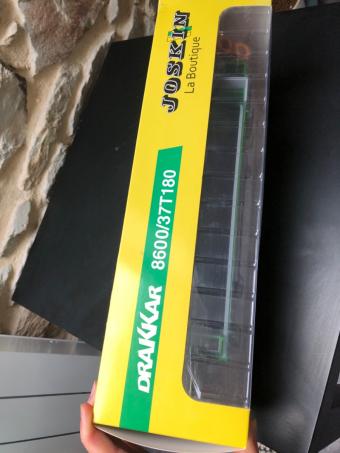 JOSKIN
La Boutique
DRAKKAR 8600/37T180